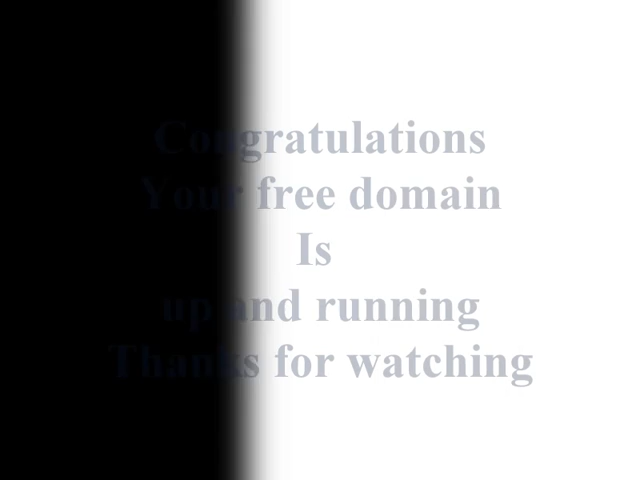 Congratulations
Your free domain
Is
up and running
Thanks for watching